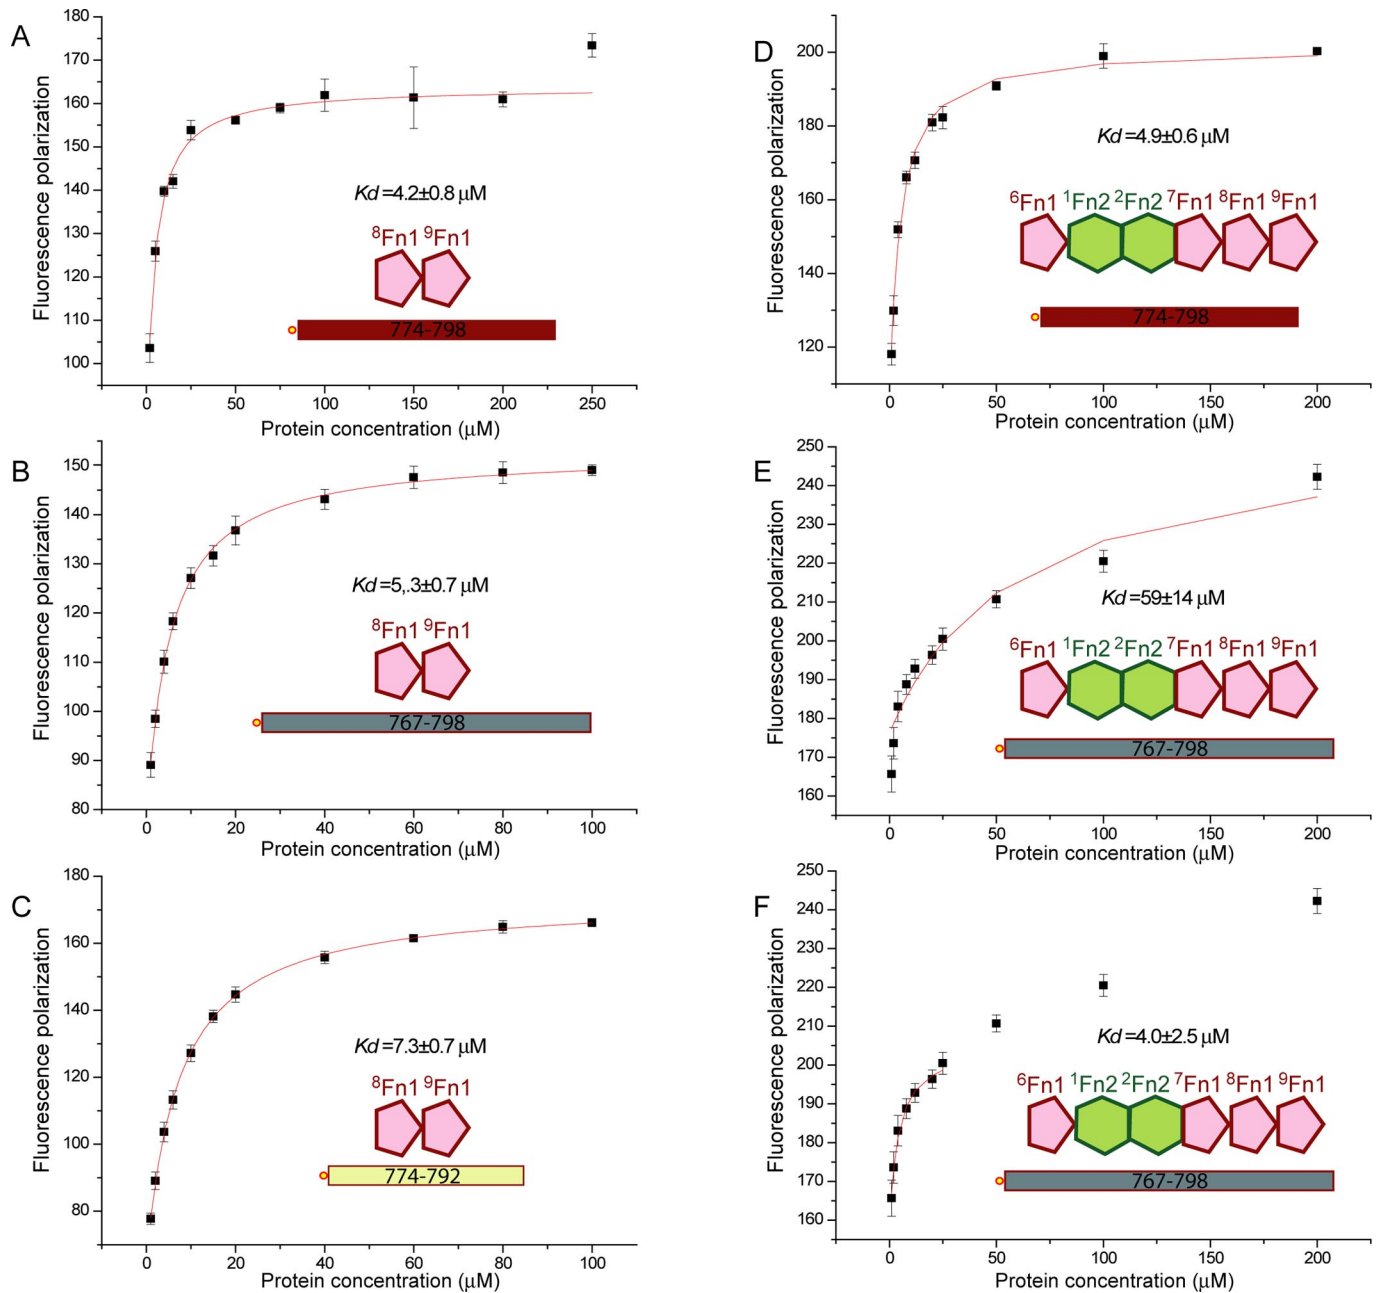 A
180
170
160
150
140
130
120
110
100
Fluorescence polarization
Kd=4.2±0.8 μM
⁸Fn1 ⁹Fn1
774-798
0 50 100 150 200 250
Protein concentration (μM)
B
150
140
130
120
110
100
90
80
Fluorescence polarization
Kd=5,.3±0.7 μM
⁸Fn1 ⁹Fn1
767-798
0 20 40 60 80 100
Protein concentration (μM)
C
180
160
140
120
100
80
Fluorescence polarization
Kd=7.3±0.7 μM
⁸Fn1 ⁹Fn1
774-792
0 20 40 60 80 100
Protein concentration (μM)
D
200
180
160
140
120
Fluorescence polarization
Kd=4.9±0.6 μM
⁶Fn1 ¹Fn2 ²Fn2 ⁷Fn1 ⁸Fn1 ⁹Fn1
774-798
0 50 100 150 200
Protein concentration (μM)
E
250
240
230
220
210
200
190
180
170
160
Fluorescence polarization
Kd=59±14 μM
⁶Fn1 ¹Fn2 ²Fn2 ⁷Fn1 ⁸Fn1 ⁹Fn1
767-798
0 50 100 150 200
Protein concentration (μM)
F
250
240
230
220
210
200
190
180
170
160
Fluorescence polarization
Kd=4.0±2.5 μM
⁶Fn1 ¹Fn2 ²Fn2 ⁷Fn1 ⁸Fn1 ⁹Fn1
767-798
0 50 100 150 200
Protein concentration (μM)